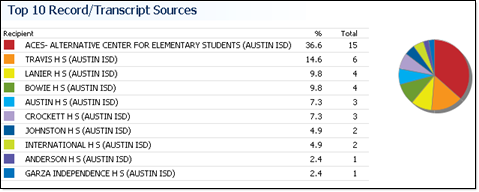 Top 10 Record/Transcript Sources
Recipient % Total
ACES- ALTERNATIVE CENTER FOR ELEMENTARY STUDENTS (AUSTIN ISD) 36.6 15
TRAVIS H S (AUSTIN ISD) 14.6 6
LANIER H S (AUSTIN ISD) 9.8 4
BOWIE H S (AUSTIN ISD) 9.8 4
AUSTIN H S (AUSTIN ISD) 7.3 3
CROCKETT H S (AUSTIN ISD) 7.3 3
JOHNSTON H S (AUSTIN ISD) 4.9 2
INTERNATIONAL H S (AUSTIN ISD) 4.9 2
ANDERSON H S (AUSTIN ISD) 2.4 1
GARZA INDEPENDENCE H S (AUSTIN ISD) 2.4 1